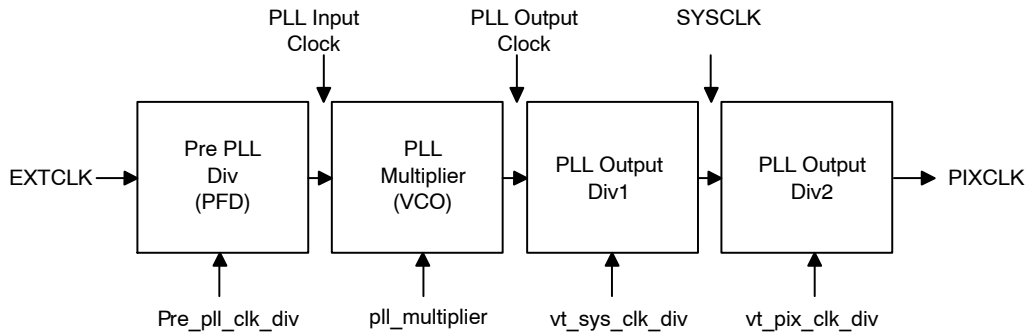 PLL Input
Clock
PLL Output
Clock
SYSCLK
EXTCLK
Pre PLL
Div
(PFD)
PLL
Multiplier
(VCO)
PLL Output
Div1
PLL Output
Div2
PIXCLK
Pre_pll_clk_div
pll_multiplier
vt_sys_clk_div
vt_pix_clk_div